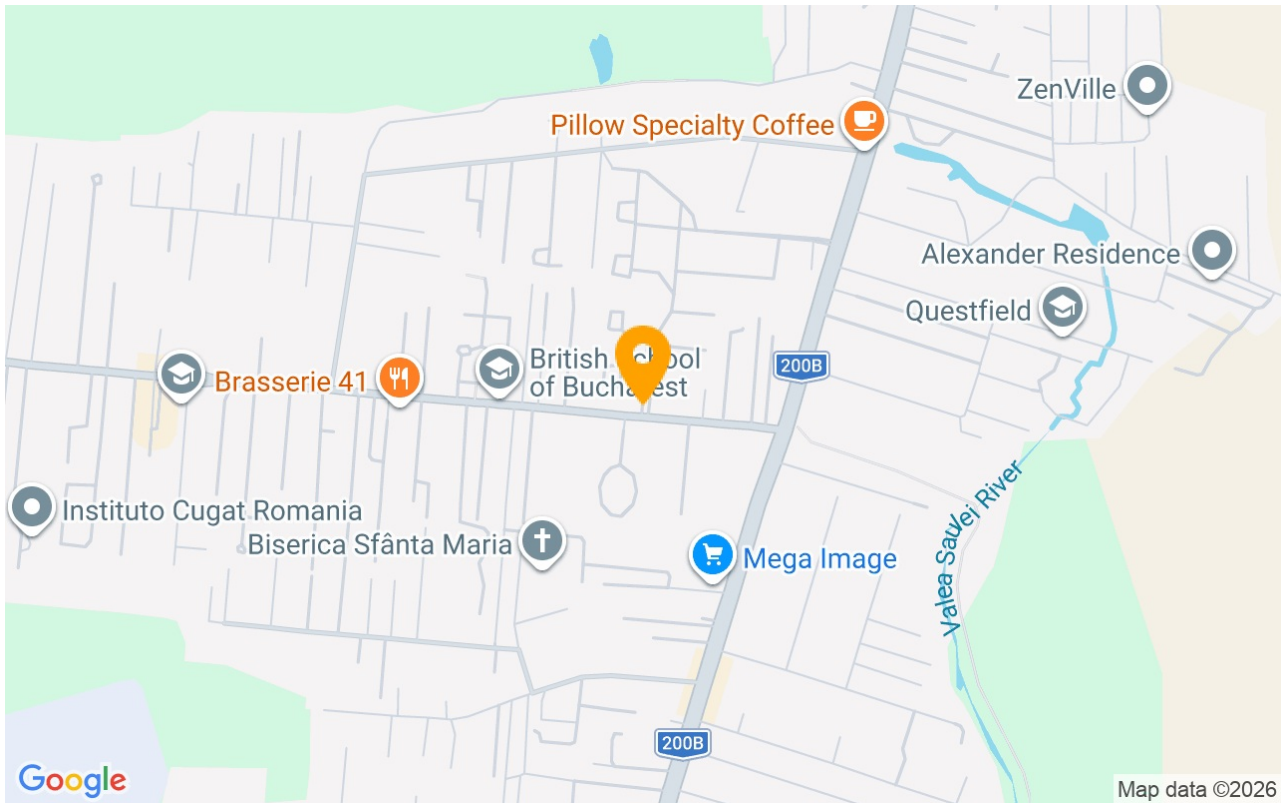 ZenVille
Pillow Specialty Coffee
Alexander Residence
Questfield
British School
of Bucharest
200B
Brasserie 41
Valea Saulei River
Instituto Cugat Romania
Biserica Sfânta Maria
Mega Image
200B
Google
Map data ©2026